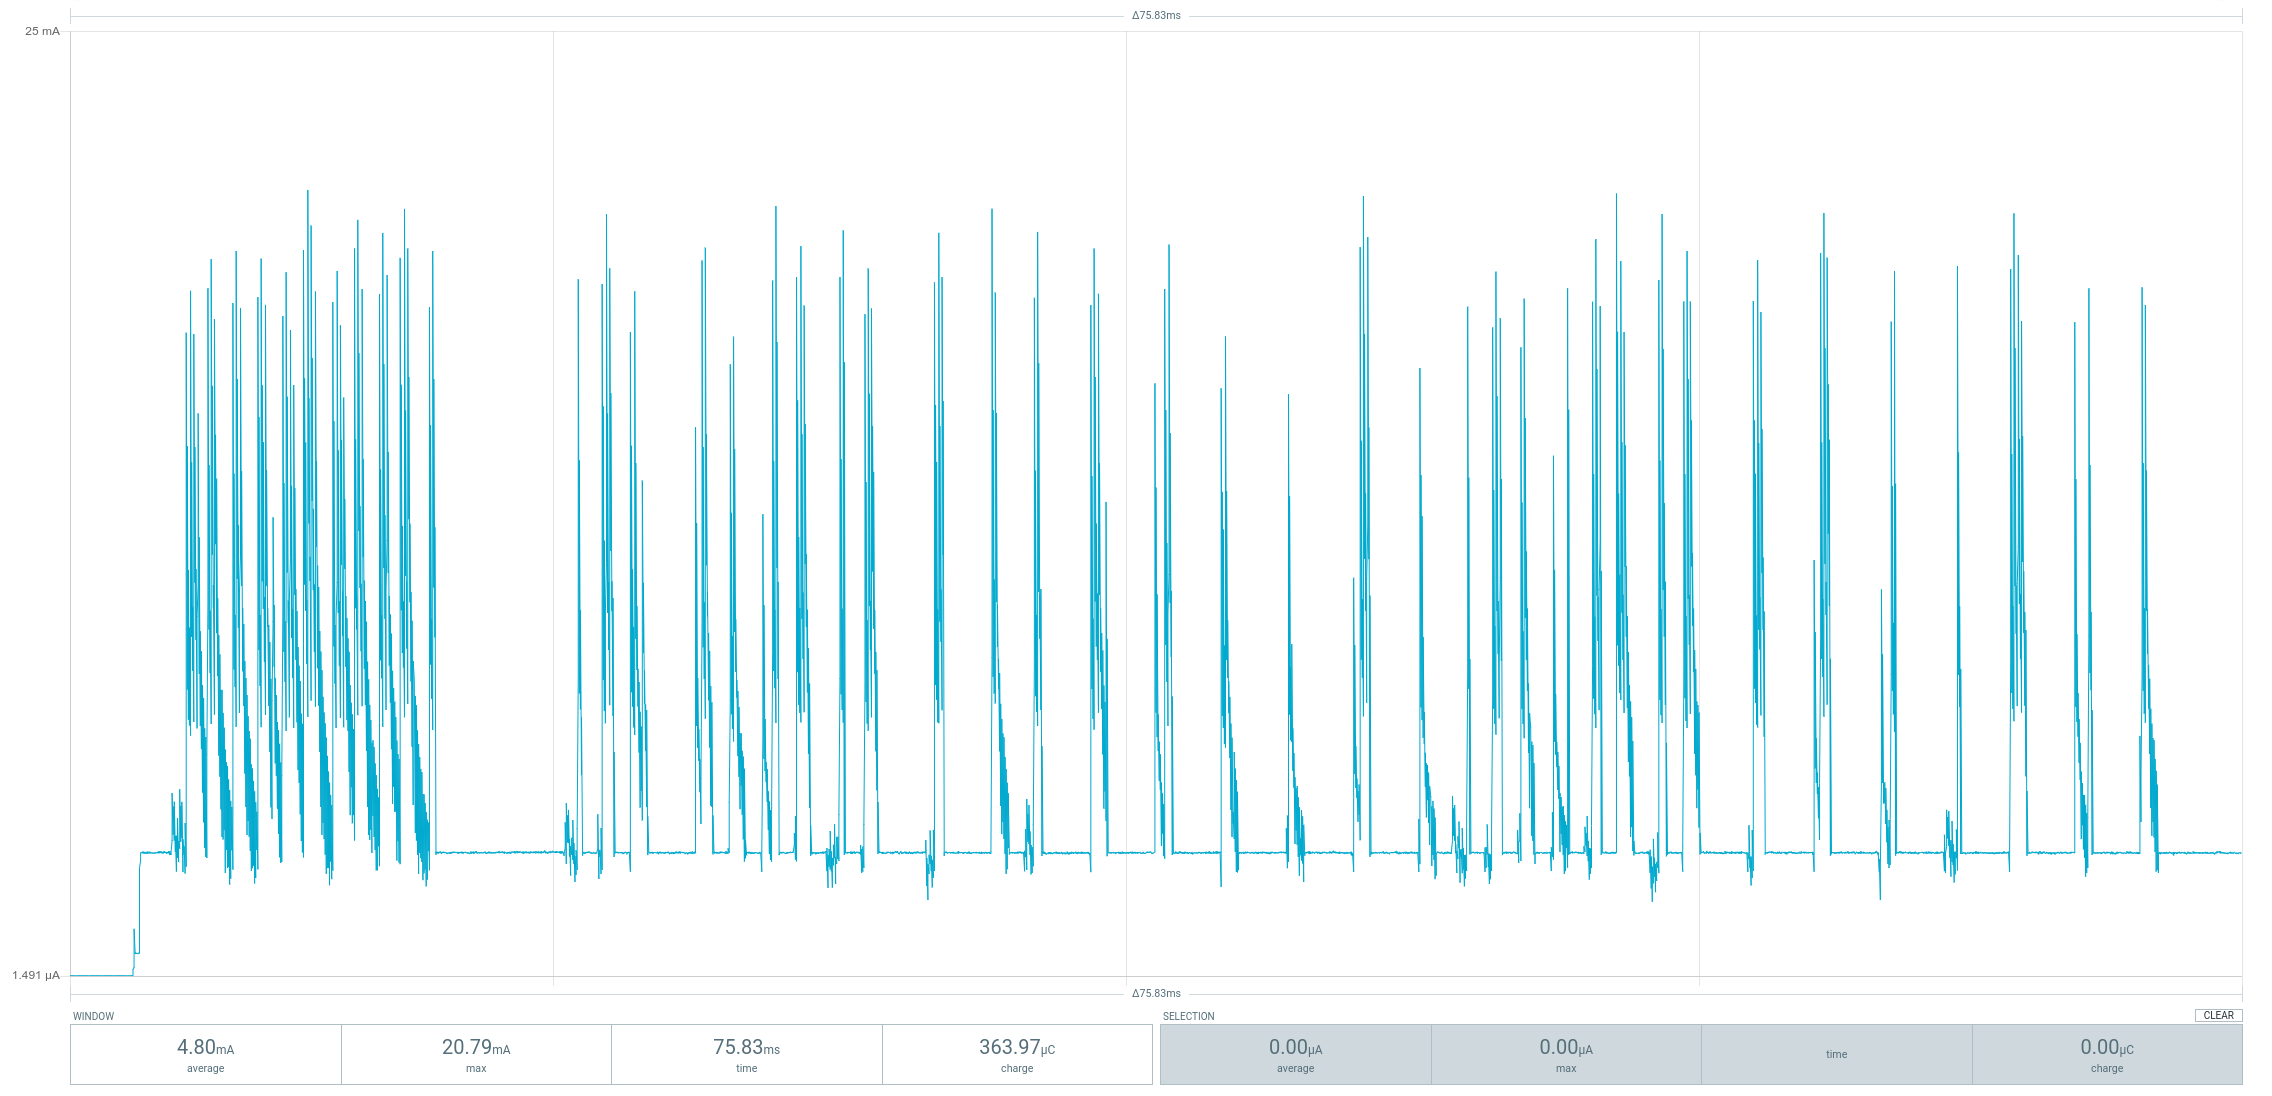 Δ75.83ms
25 mA
1.491 µA
Δ75.83ms
WINDOW
SELECTION
CLEAR
4.80mA
20.79mA
75.83ms
363.97µC
0.00µA
0.00µA
0.00µC
average
max
time
charge
average
max
time
charge